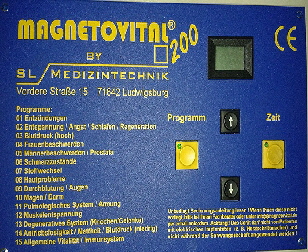 MAGNETOVITAL® 200
BY
SL MEDIZINTECHNIK
CE
Vordere Straße 15 71642 Ludwigsburg
Programme:
01 Entzündungen
02 Entspannung / Angst / Schlafen / Regeneration
03 Blutdruck (hoch)
04 Frauenbeschwerden
05 Männerbeschwerden / Prostata
06 Schmerzzustände
07 Stoffwechsel
08 Hautprobleme
09 Durchblutung / Augen
10 Magen / Darm
11 Pulmologisches System / Atmung
12 Muskelentspannung
13 Degeneratives System (Knochen/Gelenke)
14 Antriebslosigkeit / Blutdruck (niedrig)
15 Allgemeine Vitalität / Immunsystem
Programm
Zeit